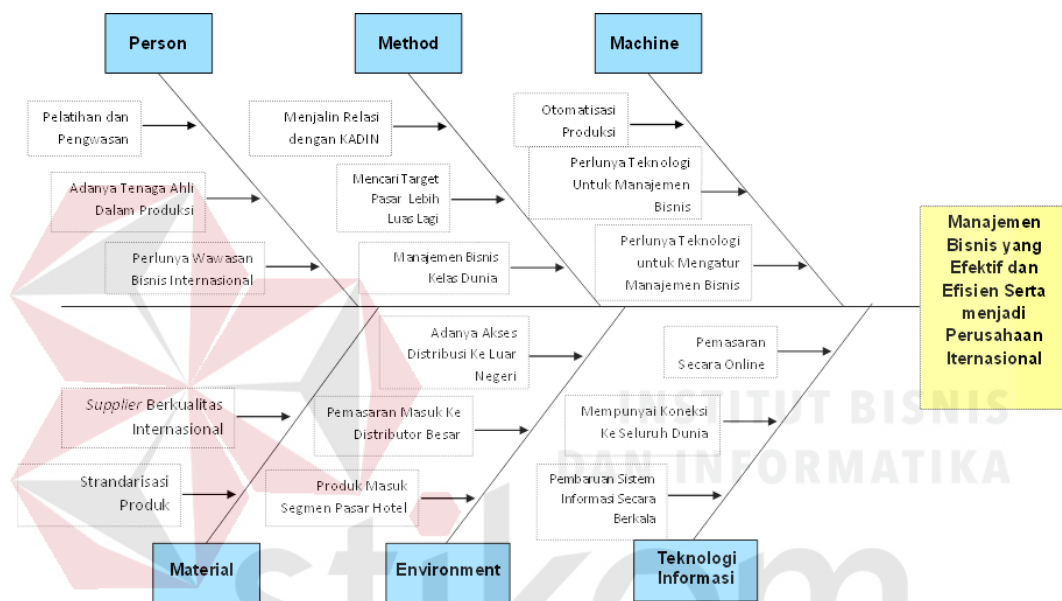 Person
Method
Machine
Pelatihan dan
Pengwasan
Adanya Tenaga Ahli
Dalam Produksi
Perlunya Wawasan
Bisnis Internasional
Menjalin Relasi
dengan KADIN
Mencari Target
Pasar Lebih
Luas Lagi
Manajemen Bisnis
Kelas Dunia
Otomatisasi
Produksi
Perlunya Teknologi
Untuk Manajemen
Bisnis
Perlunya Teknologi
untuk Mengatur
Manajemen Bisnis
Manajemen
Bisnis yang
Efektif dan
Efisien Serta
menjadi
Perusahaan
Iternasional
Supplier Berkualitas
Internasional
Strandarisasi
Produk
Adanya Akses
Distribusi Ke Luar
Negeri
Pemasaran Masuk Ke
Distributor Besar
Produk Masuk
Segmen Pasar Hotel
Pemasaran
Secara Online
Mempunyai Koneksi
Ke Seluruh Dunia
Pembaruan Sistem
Informasi Secara
Berkala
Material
Environment
Teknologi
Informasi
INSTITUT BISNIS
DAN INFORMATIKA
stikom